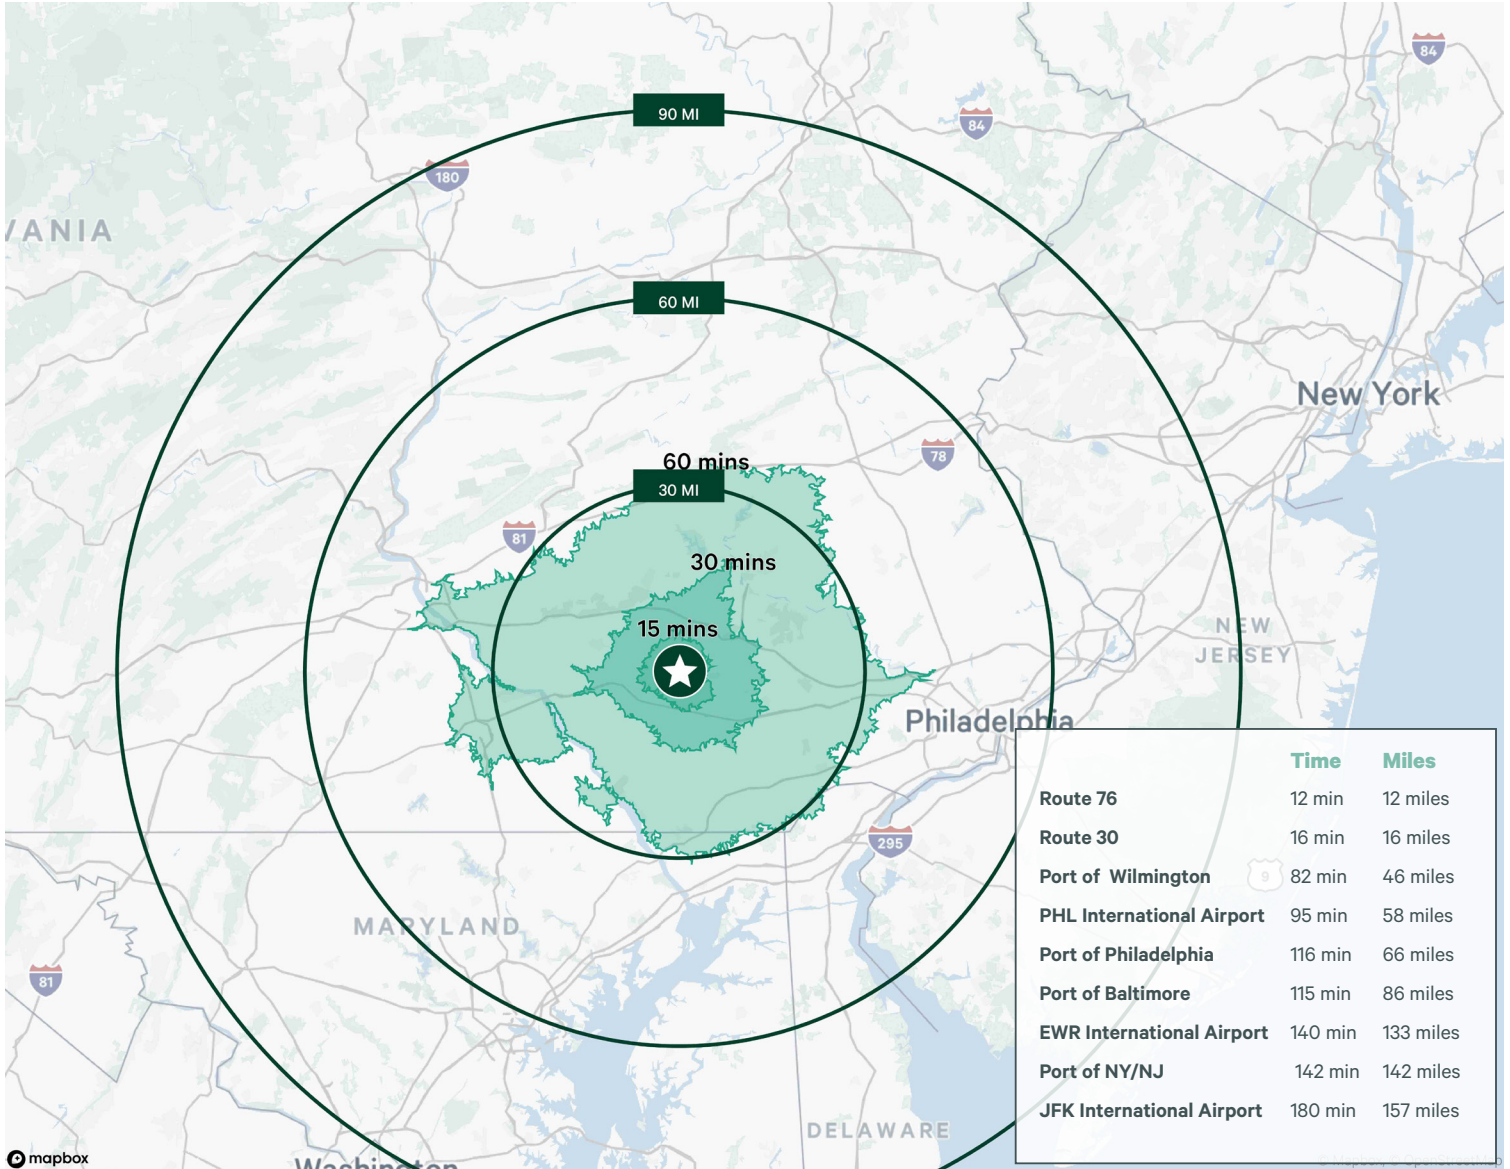 84
90 MI
84
180
VANIA
60 MI
New York
78
60 mins
30 MI
81
30 mins
15 mins
NEW
JERSEY
Philadelphia
Time Miles
Route 76 12 min 12 miles
Route 30 16 min 16 miles
295
Port of Wilmington 9 82 min 46 miles
PHL International Airport 95 min 58 miles
MARYLAND
Port of Philadelphia 116 min 66 miles
81
Port of Baltimore 115 min 86 miles
EWR International Airport 140 min 133 miles
Port of NY/NJ 142 min 142 miles
JFK International Airport 180 min 157 miles
DELAWARE
mapbox
Washington
© Mapbox, © OpenStreetMap